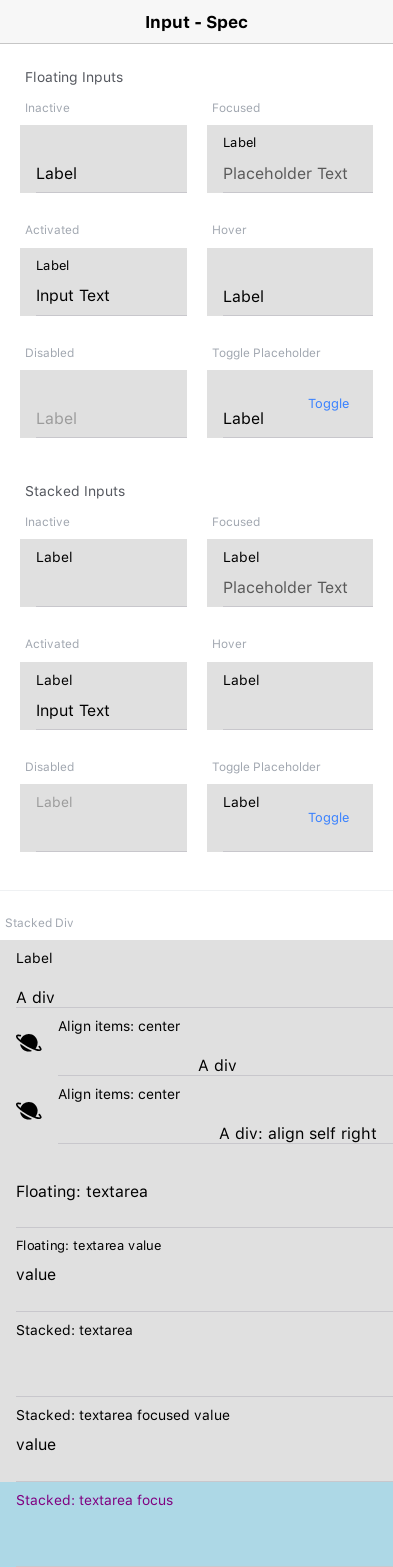 Input - Spec
Floating Inputs
Inactive
Focused
Label
Label
Placeholder Text
Activated
Hover
Label
Input Text
Label
Disabled
Toggle Placeholder
Label
Label
Toggle
Stacked Inputs
Inactive
Focused
Label
Label
Placeholder Text
Activated
Hover
Label
Input Text
Label
Disabled
Toggle Placeholder
Label
Label
Toggle
Stacked Div
Label
A div
Align items: center
A div
Align items: center
A div: align self right
Floating: textarea
Floating: textarea value
value
Stacked: textarea
Stacked: textarea focused value
value
Stacked: textarea focus